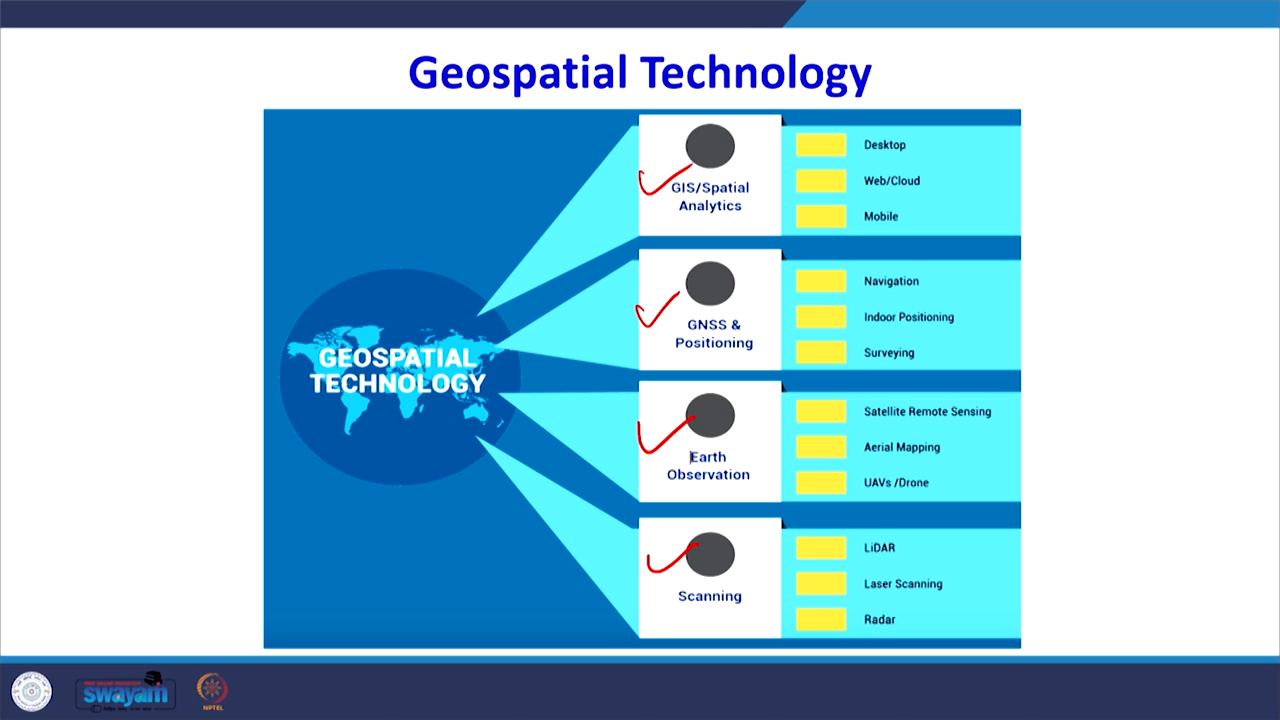 Geospatial Technology
GEOSPATIAL
TECHNOLOGY
GIS/Spatial
Analytics
Desktop
Web/Cloud
Mobile
GNSS &
Positioning
Navigation
Indoor Positioning
Surveying
Earth
Observation
Satellite Remote Sensing
Aerial Mapping
UAVs /Drone
Scanning
LiDAR
Laser Scanning
Radar
swayam
NPTEL